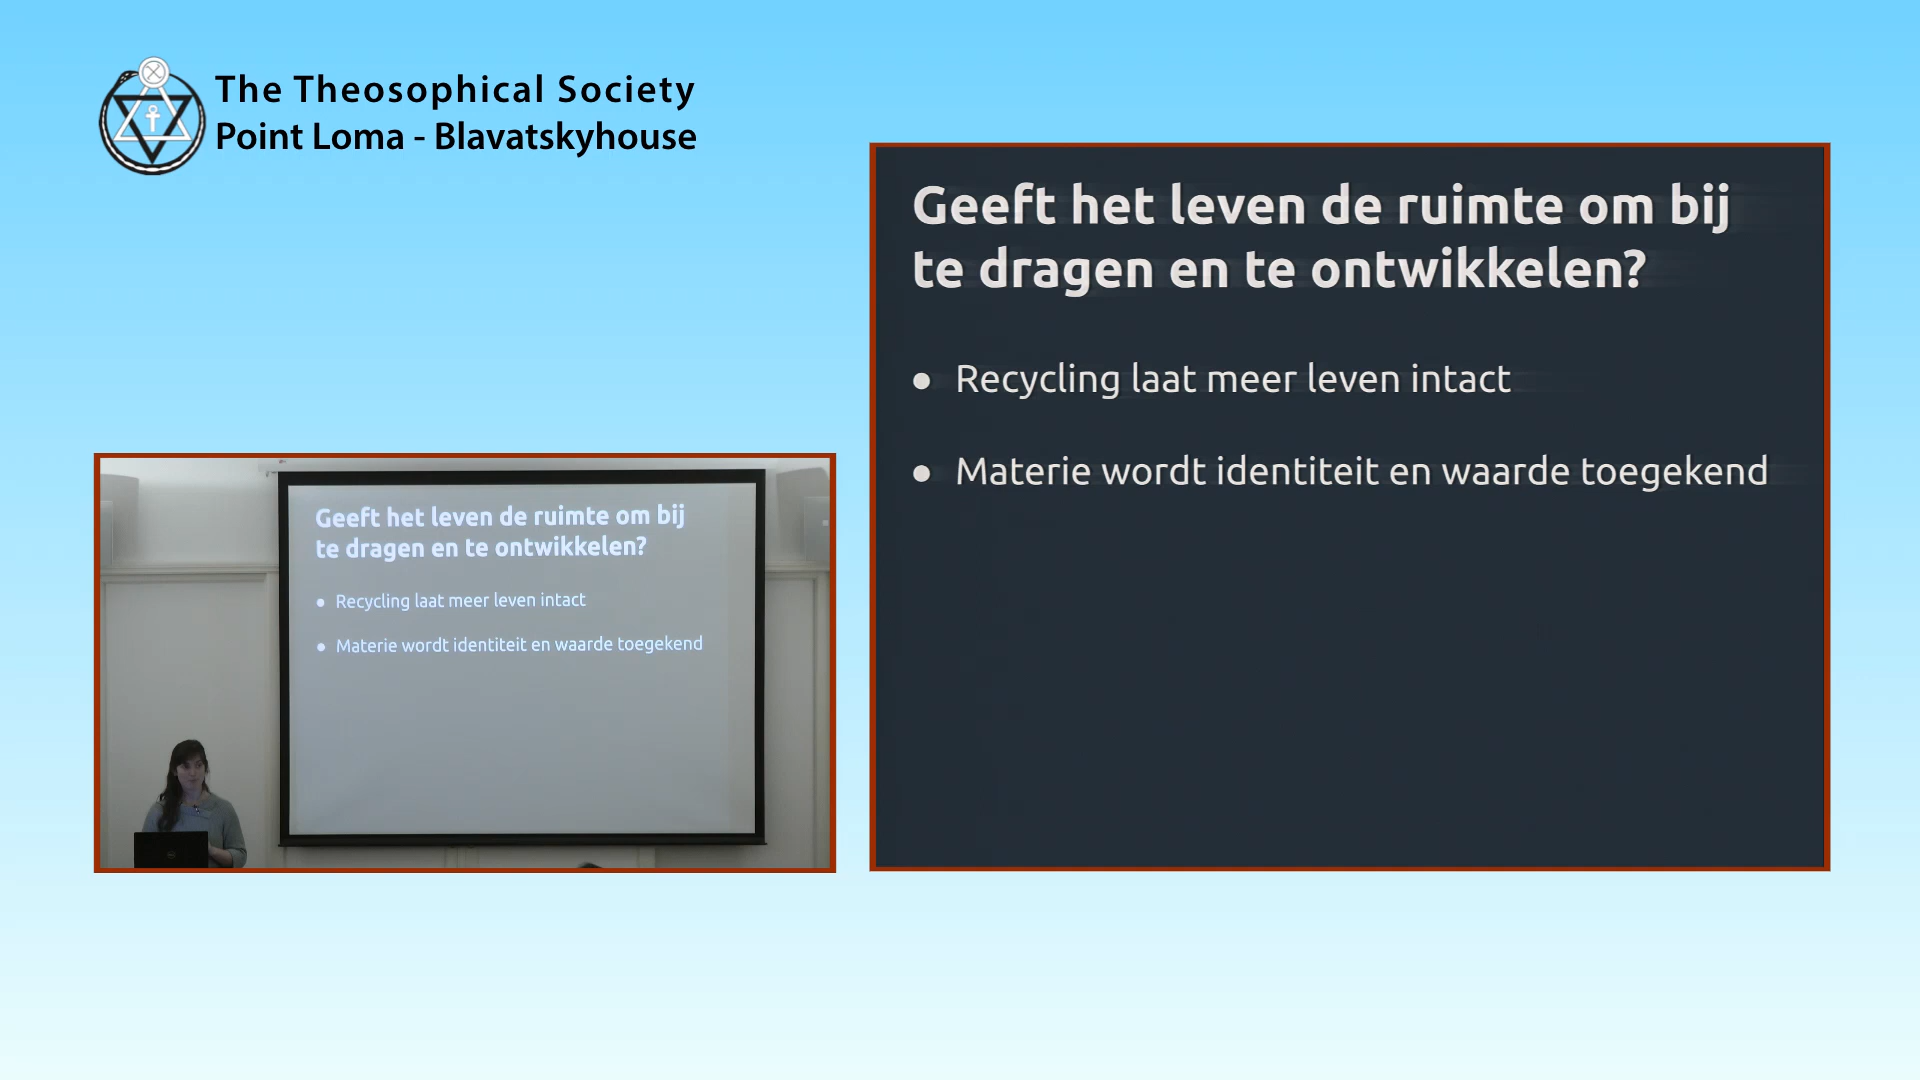 The Theosophical Society
Point Loma - Blavatskyhouse
Geeft het leven de ruimte om bij
te dragen en te ontwikkelen?
● Recycling laat meer leven intact
● Materie wordt identiteit en waarde toegekend
Geeft het leven de ruimte om bij
te dragen en te ontwikkelen?
● Recycling laat meer leven intact
● Materie wordt identiteit en waarde toegekend